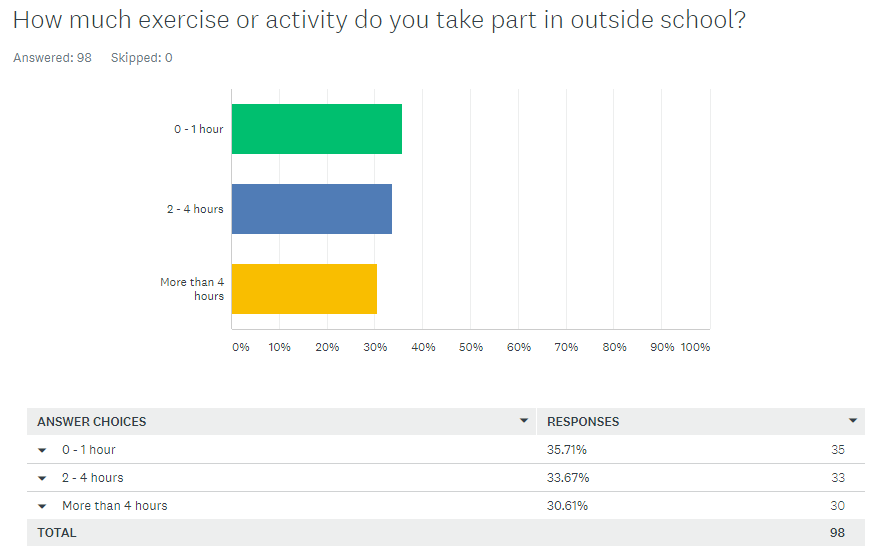 How much exercise or activity do you take part in outside school?
Answered: 98 Skipped: 0
0 - 1 hour
2 - 4 hours
More than 4
hours
0% 10% 20% 30% 40% 50% 60% 70% 80% 90% 100%
ANSWER CHOICES RESPONSES
0 - 1 hour 35.71% 35
2 - 4 hours 33.67% 33
More than 4 hours 30.61% 30
TOTAL 98